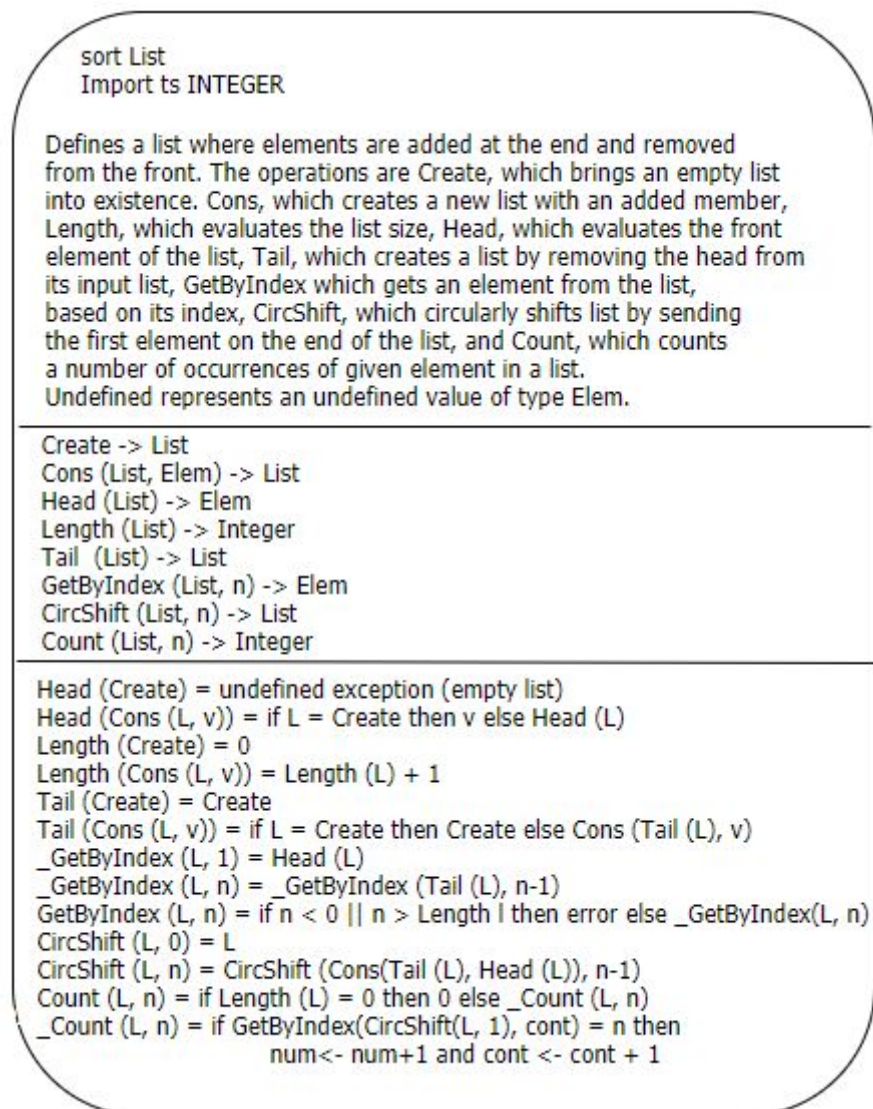 sort List
Import ts INTEGER
Defines a list where elements are added at the end and removed
from the front. The operations are Create, which brings an empty list
into existence. Cons, which creates a new list with an added member,
Length, which evaluates the list size, Head, which evaluates the front
element of the list, Tail, which creates a list by removing the head from
its input list, GetByIndex which gets an element from the list,
based on its index, CircShift, which circularly shifts list by sending
the first element on the end of the list, and Count, which counts
a number of occurrences of given element in a list.
Undefined represents an undefined value of type Elem.
Create -> List
Cons (List, Elem) -> List
Head (List) -> Elem
Length (List) -> Integer
Tail (List) -> List
GetByIndex (List, n) -> Elem
CircShift (List, n) -> List
Count (List, n) -> Integer
Head (Create) = undefined exception (empty list)
Head (Cons (L, v)) = if L = Create then v else Head (L)
Length (Create) = 0
Length (Cons (L, v)) = Length (L) + 1
Tail (Create) = Create
Tail (Cons (L, v)) = if L = Create then Create else Cons (Tail (L), v)
_GetByIndex (L, 1) = Head (L)
_GetByIndex (L, n) = _GetByIndex (Tail (L), n-1)
GetByIndex (L, n) = if n < 0 || n > Length l then error else _GetByIndex(L, n)
CircShift (L, 0) = L
CircShift (L, n) = CircShift (Cons(Tail (L), Head (L)), n-1)
Count (L, n) = if Length (L) = 0 then 0 else _Count (L, n)
_Count (L, n) = if GetByIndex(CircShift(L, 1), cont) = n then
num<- num+1 and cont <- cont + 1